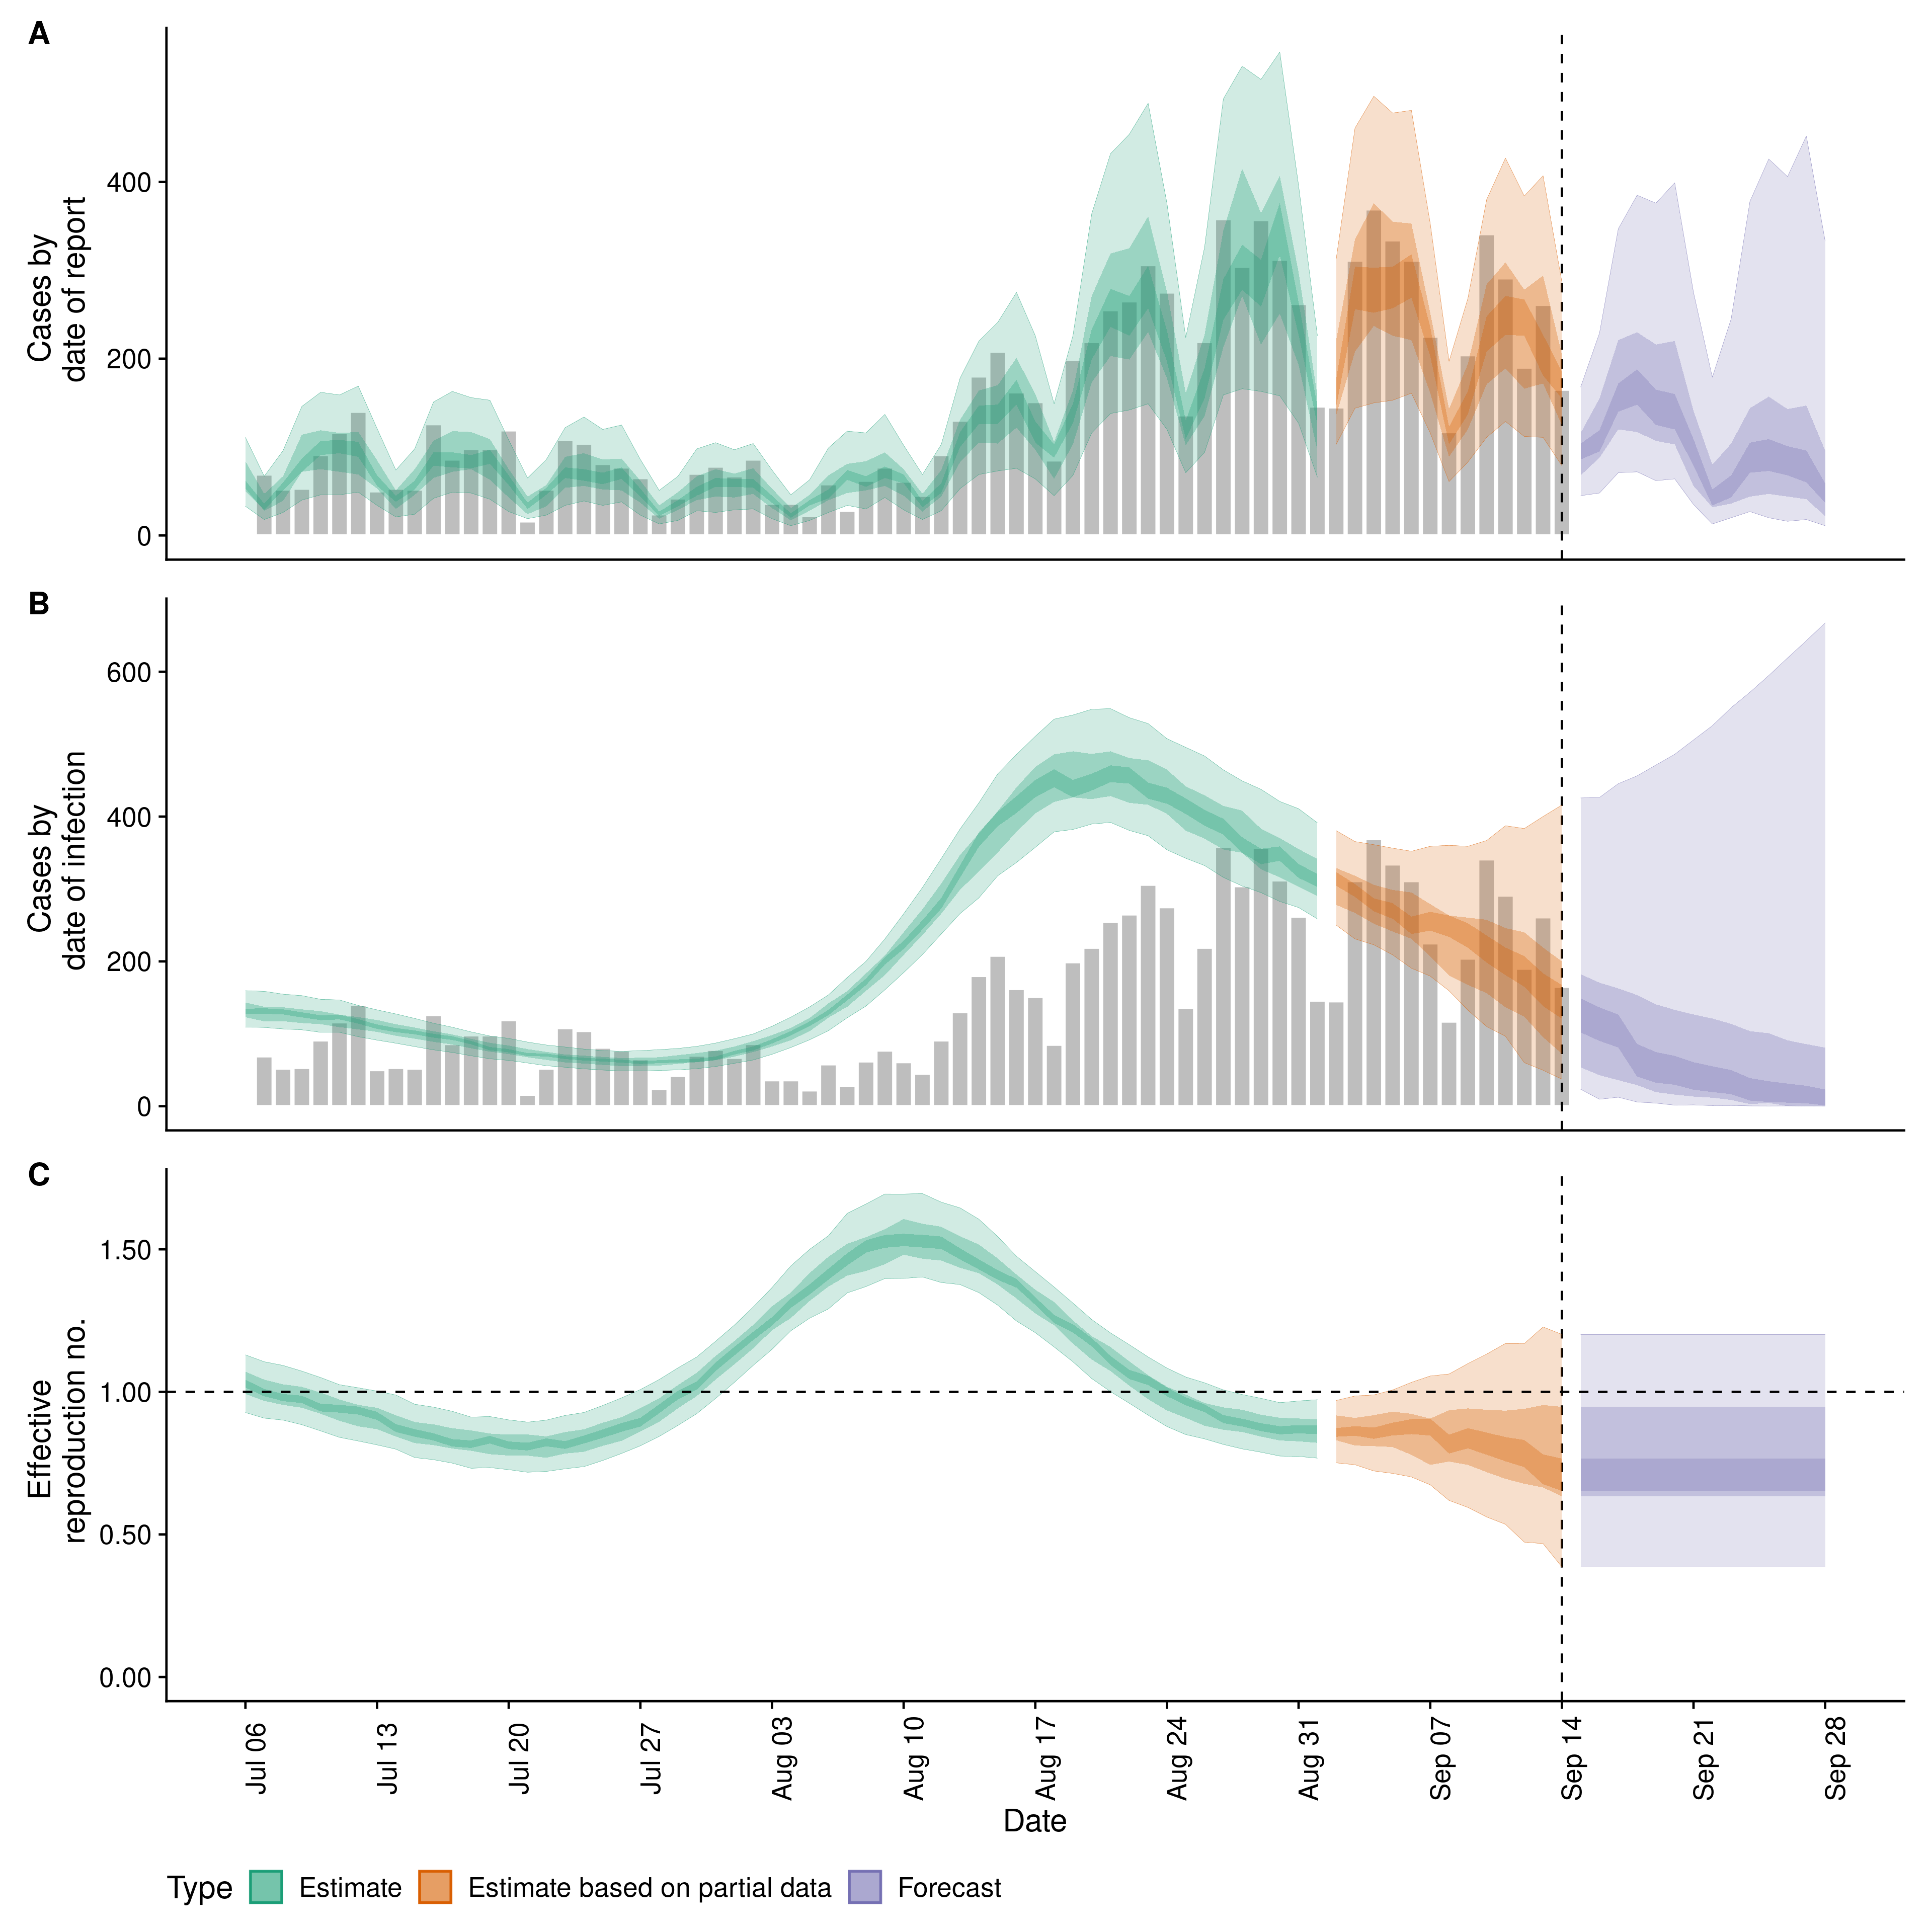 A
Cases by
date of report
400
200
0
B
Cases by
date of infection
600
400
200
0
C
Effective
reproduction no.
1.50
1.00
0.50
0.00
Jul 06
Jul 13
Jul 20
Jul 27
Aug 03
Aug 10
Aug 17
Aug 24
Aug 31
Sep 07
Sep 14
Sep 21
Sep 28
Date
Type Estimate Estimate based on partial data Forecast